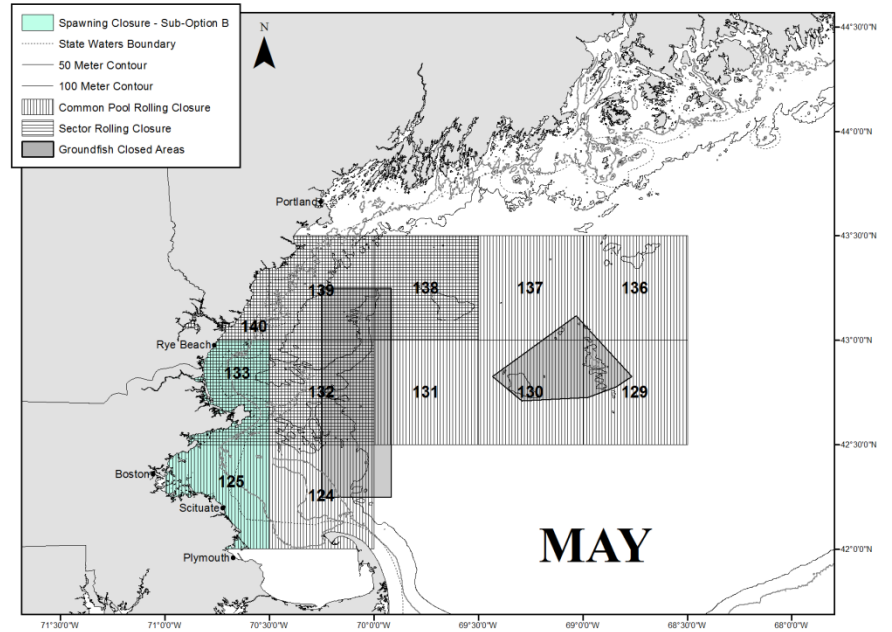 Spawning Closure - Sub-Option B
State Waters Boundary
50 Meter Contour
100 Meter Contour
Common Pool Rolling Closure
Sector Rolling Closure
Groundfish Closed Areas
N
44°30'0"N
44°0'0"N
Portland
43°30'0"N
139
138
137
136
140
Rye Beach
43°0'0"N
133
132
131
130
129
42°30'0"N
Boston
125
124
Scituate
MAY
Plymouth
42°0'0"N
71°30'0"W
71°0'0"W
70°30'0"W
70°0'0"W
69°30'0"W
69°0'0"W
68°30'0"W
68°0'0"W